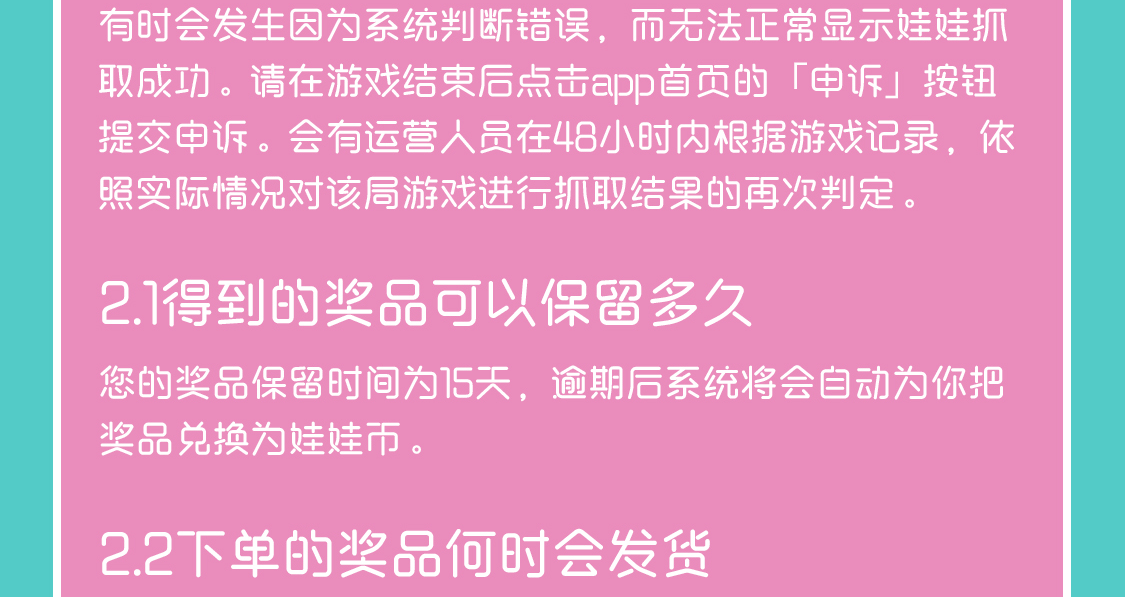 有时会发生因为系统判断错误，而无法正常显示娃娃抓
取成功。请在游戏结束后点击app首页的「申诉」按钮
提交申诉。会有运营人员在48小时内根据游戏记录，依
照实际情况对该局游戏进行抓取结果的再次判定。
2.1得到的奖品可以保留多久
您的奖品保留时间为15天，逾期后系统将会自动为你把
奖品兑换为娃娃币。
2.2下单的奖品何时会发货